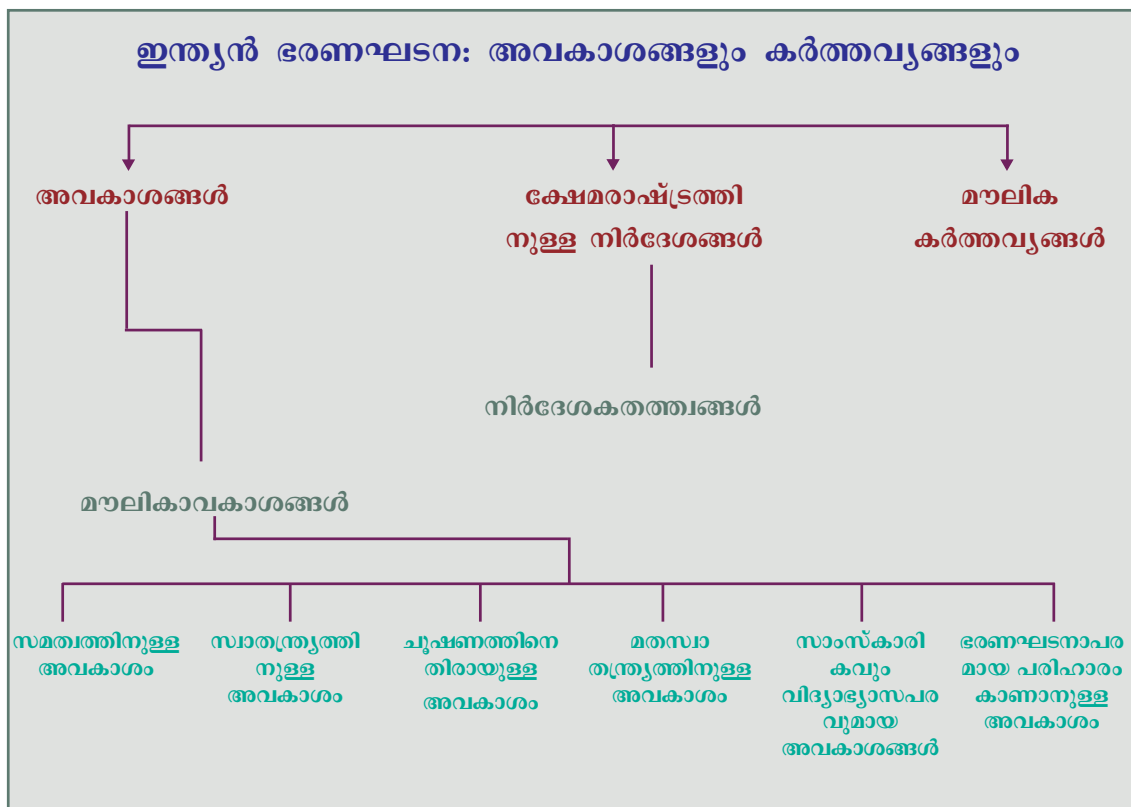 ഇന്ത്യൻ ഭരണഘടന: അവകാശങ്ങളും കർത്തവ്യങ്ങളും
അവകാശങ്ങൾ
ക്ഷേമരാഷ്ട്രത്തി
നുള്ള നിർദേശങ്ങൾ
മൗലിക
കർത്തവ്യങ്ങൾ
നിർദേശകതത്ത്വങ്ങൾ
മൗലികാവകാശങ്ങൾ
സമത്വത്തിനുള്ള
അവകാശം
സ്വാതന്ത്ര്യത്തി
നുള്ള
അവകാശം
ചൂഷണത്തിനെ
തിരായുള്ള
അവകാശം
മതസ്വാ
തന്ത്ര്യത്തിനുള്ള
അവകാശം
സാംസ്കാരി
കവും
വിദ്യാഭ്യാസപര
വുമായ
അവകാശങ്ങൾ
ഭരണഘടനാപര
മായ പരിഹാരം
കാണാനുള്ള
അവകാശം